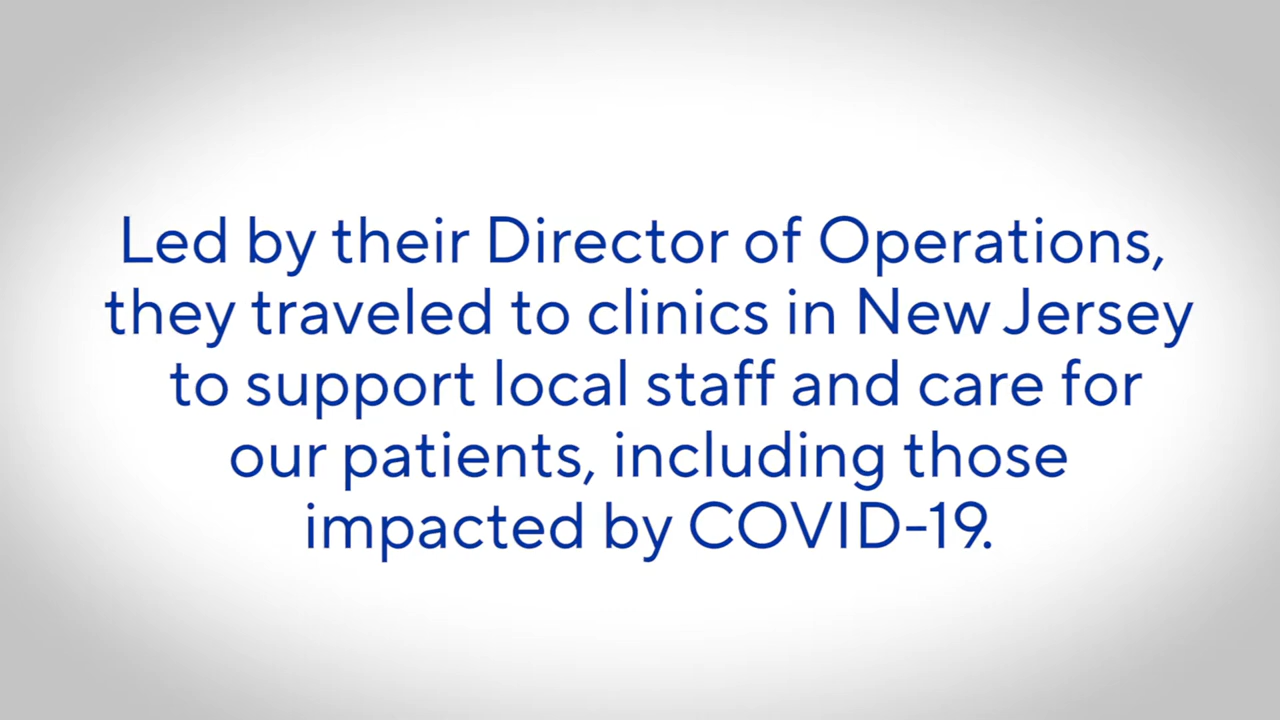 Led by their Director of Operations,
they traveled to clinics in New Jersey
to support local staff and care for
our patients, including those
impacted by COVID-19.